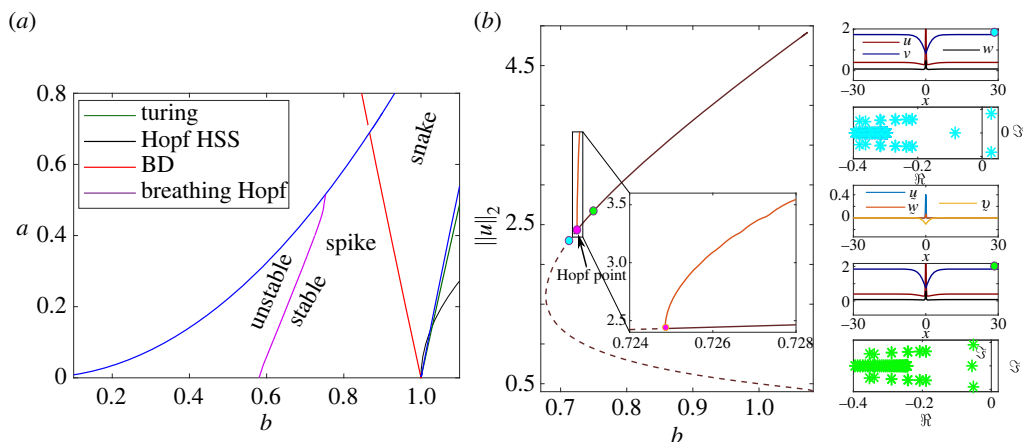 (a)
0.8
0.6
0.4
0.2
0
a
turing
Hopf HSS
BD
breathing Hopf
snake
spike
unstable
stable
0.2 0.4 0.6 0.8 1.0
b
(b)
4.5
2.5
0.5
||u||2
Hopf point
3.5
3.3
2.5
2.4
0.724 0.726 0.728
0.7 0.8 0.9 1.0
b
2
0
u
v
w
−30 0 30
x
0
ℑ
−0.4 −0.2 0
ℜ
0.4
0
u
w
v
−30 0 30
x
2
0
−30 0 30
x
ℑ
−0.4 −0.2 0
ℜ